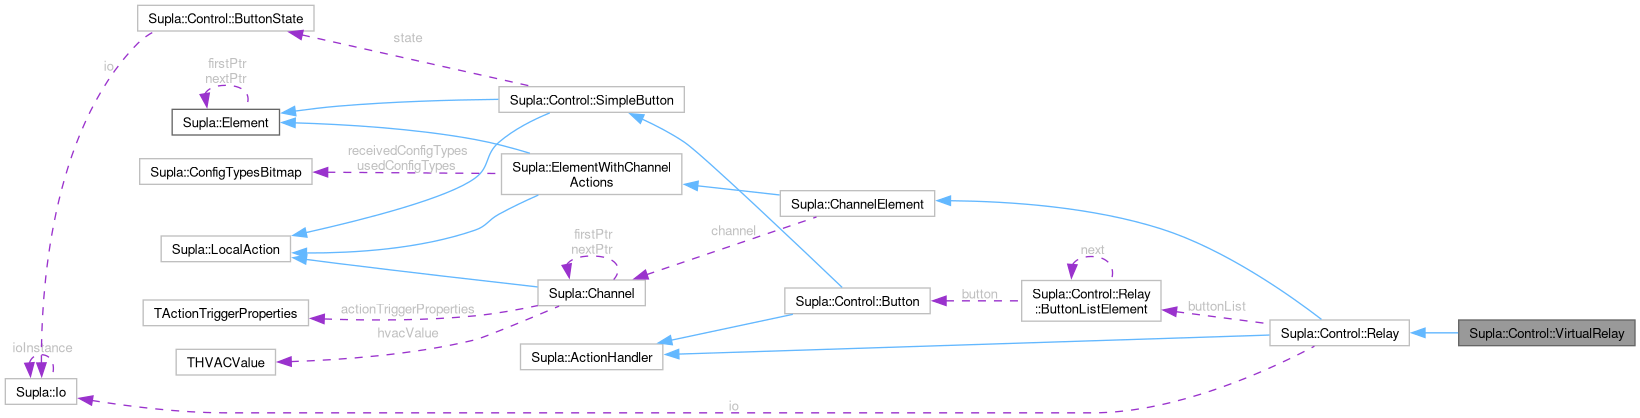 Supla::Control::ButtonState
state
io
firstPtr
nextPtr
Supla::Control::SimpleButton
Supla::Element
receivedConfigTypes
usedConfigTypes
Supla::ElementWithChannel
Actions
Supla::ConfigTypesBitmap
Supla::ChannelElement
channel
Supla::LocalAction
firstPtr
nextPtr
next
Supla::Channel
button
Supla::Control::Button
Supla::Control::Relay
::ButtonListElement
buttonList
actionTriggerProperties
TActionTriggerProperties
hvacValue
Supla::Control::Relay
Supla::Control::VirtualRelay
ioInstance
Supla::ActionHandler
THVACValue
Supla::Io
io